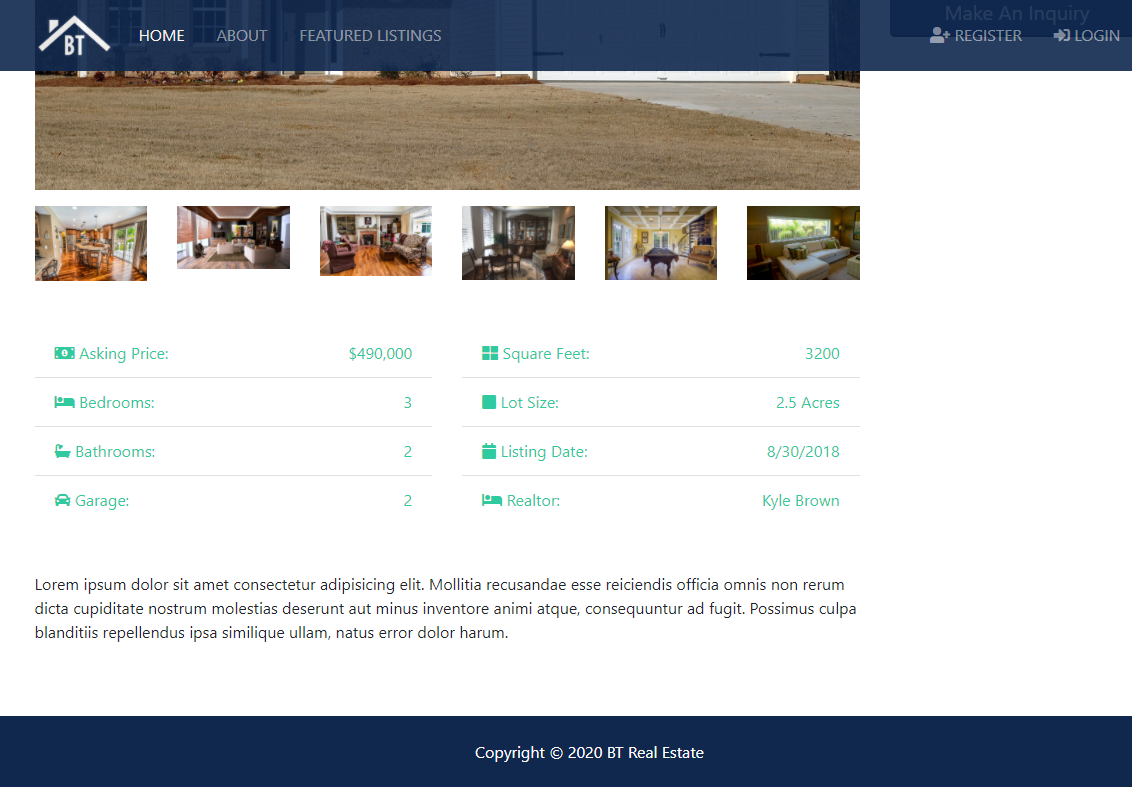 Make An Inquiry
BT HOME ABOUT FEATURED LISTINGS REGISTER LOGIN
Asking Price: $490,000
Square Feet: 3200
Bedrooms: 3
Lot Size: 2.5 Acres
Bathrooms: 2
Listing Date: 8/30/2018
Garage: 2
Realtor: Kyle Brown
Lorem ipsum dolor sit amet consectetur adipisicing elit. Mollitia recusandae esse reiciendis officia omnis non rerum
dicta cupiditate nostrum molestias deserunt aut minus inventore animi atque, consequuntur ad fugit. Possimus culpa
blanditiis repellendus ipsa similique ullam, natus error dolor harum.
Copyright © 2020 BT Real Estate